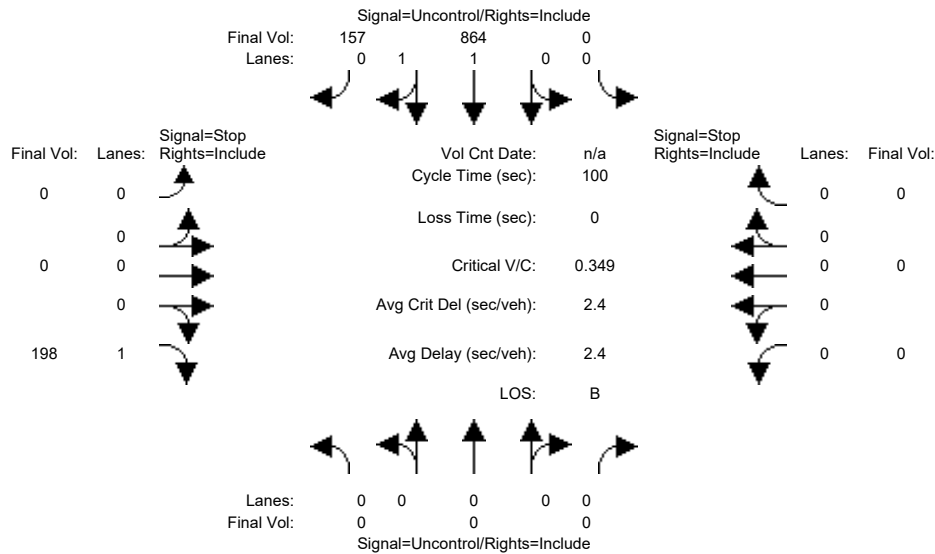 Signal=Uncontrol/Rights=Include
Final Vol: 157 864 0
Lanes: 0 1 1 0 0
Signal=Stop Signal=Stop
Final Vol: Lanes: Rights=Include Vol Cnt Date: n/a Rights=Include Lanes: Final Vol:
Cycle Time (sec): 100
0 0 0 0
Loss Time (sec): 0
0 0
0 0 Critical V/C: 0.349 0 0
0 Avg Crit Del (sec/veh): 2.4 0
198 1 Avg Delay (sec/veh): 2.4 0 0
LOS: B
Lanes: 0 0 0 0 0
Final Vol: 0 0 0
Signal=Uncontrol/Rights=Include